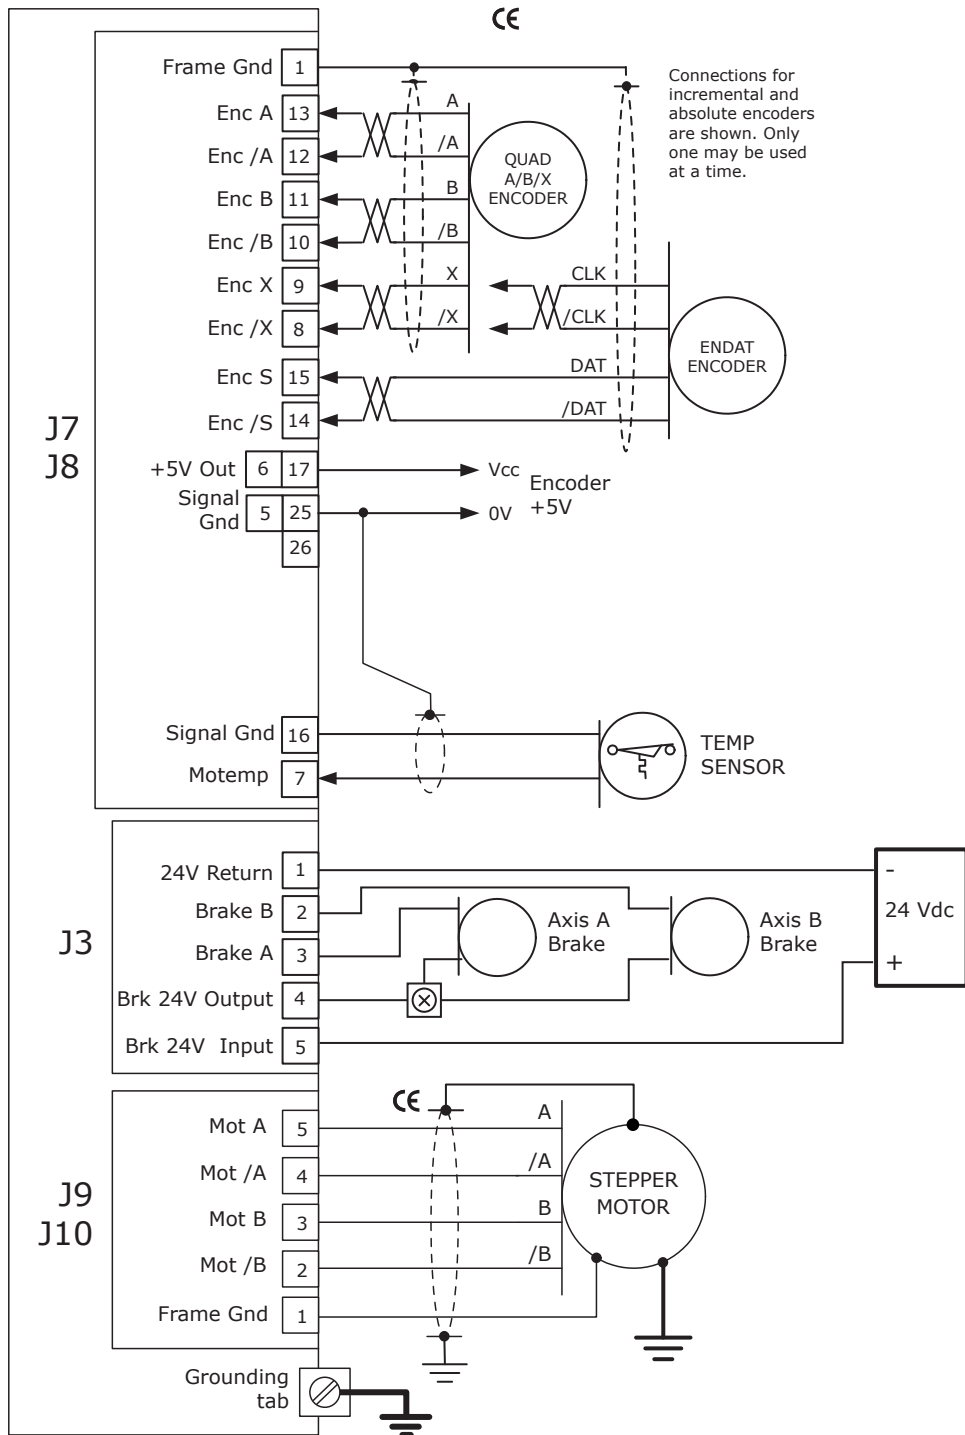 CE
Frame Gnd 1
Connections for
incremental and
absolute encoders
are shown. Only
one may be used
at a time.
Enc A 13 A
Enc /A 12 /A
QUAD
A/B/X
ENCODER
Enc B 11 B
Enc /B 10 /B
Enc X 9 X CLK
Enc /X 8 /X /CLK
ENDAT
ENCODER
Enc S 15 DAT
Enc /S 14 /DAT
J7
J8
+5V Out 6 17 Vcc
Encoder
+5V
Signal
Gnd 5 25 0V
26
Signal Gnd 16
Motemp 7
TEMP
SENSOR
J3
24V Return 1 -
Brake B 2 24 Vdc
Axis A
Brake
Axis B
Brake
Brake A 3 +
Brk 24V Output 4
Brk 24V Input 5
CE
J9
J10
Mot A 5 A
Mot /A 4 /A
STEPPER
MOTOR
Mot B 3 B
Mot /B 2 /B
Frame Gnd 1
Grounding
tab